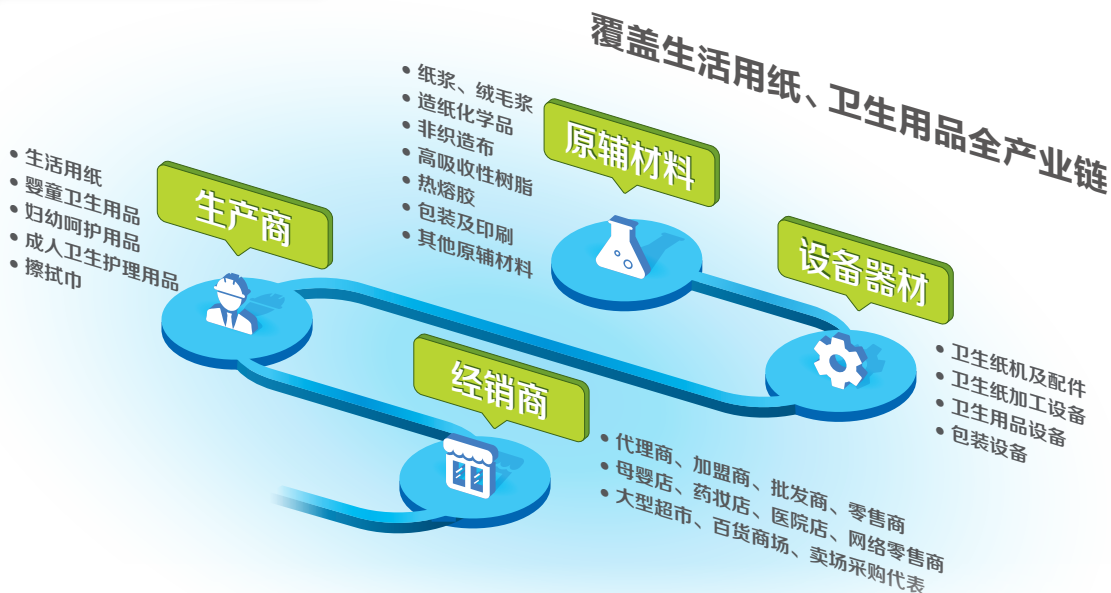 覆盖生活用纸、卫生用品全产业链
原辅材料
• 纸浆、绒毛浆
• 造纸化学品
• 非织造布
• 高吸收性树脂
• 热熔胶
• 包装及印刷
• 其他原辅材料
设备器材
• 卫生纸机及配件
• 卫生纸加工设备
• 卫生用品设备
• 包装设备
生产商
• 生活用纸
• 婴童卫生用品
• 妇幼呵护用品
• 成人卫生护理用品
• 擦拭巾
经销商
• 代理商、加盟商、批发商、零售商
• 母婴店、药妆店、医院店、网络零售商
• 大型超市、百货商场、卖场采购代表